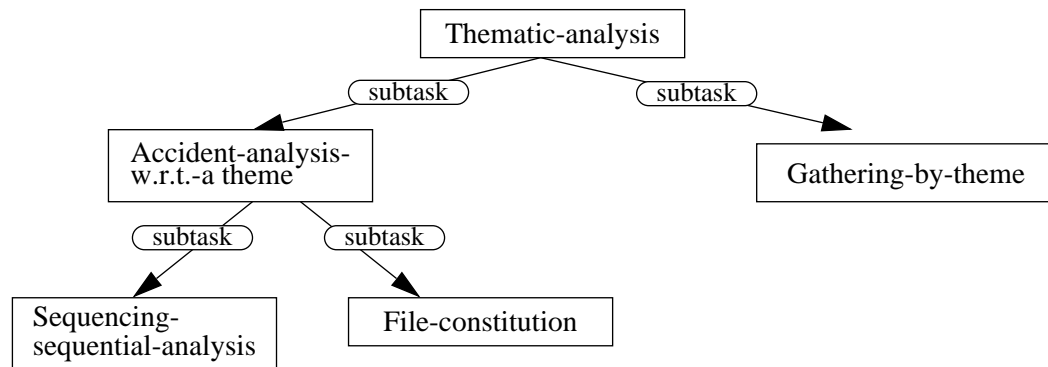 Thematic-analysis
subtask
subtask
Accident-analysis-
w.r.t.-a theme
Gathering-by-theme
subtask
subtask
Sequencing-
sequential-analysis
File-constitution